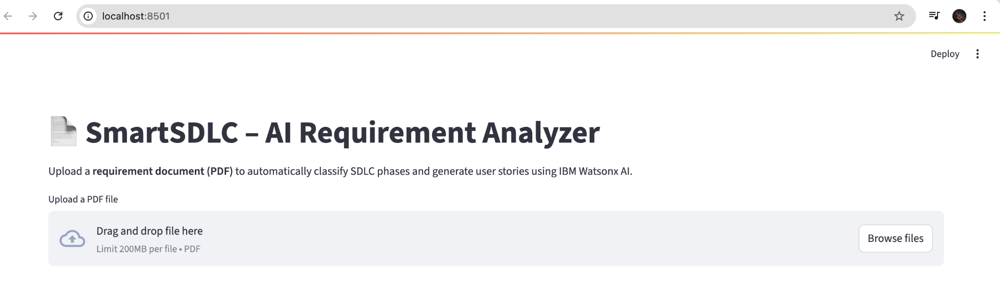 localhost:8501
Deploy
SmartSDLC – AI Requirement Analyzer
Upload a requirement document (PDF) to automatically classify SDLC phases and generate user stories using IBM Watsonx AI.
Upload a PDF file
Drag and drop file here
Limit 200MB per file • PDF
Browse files